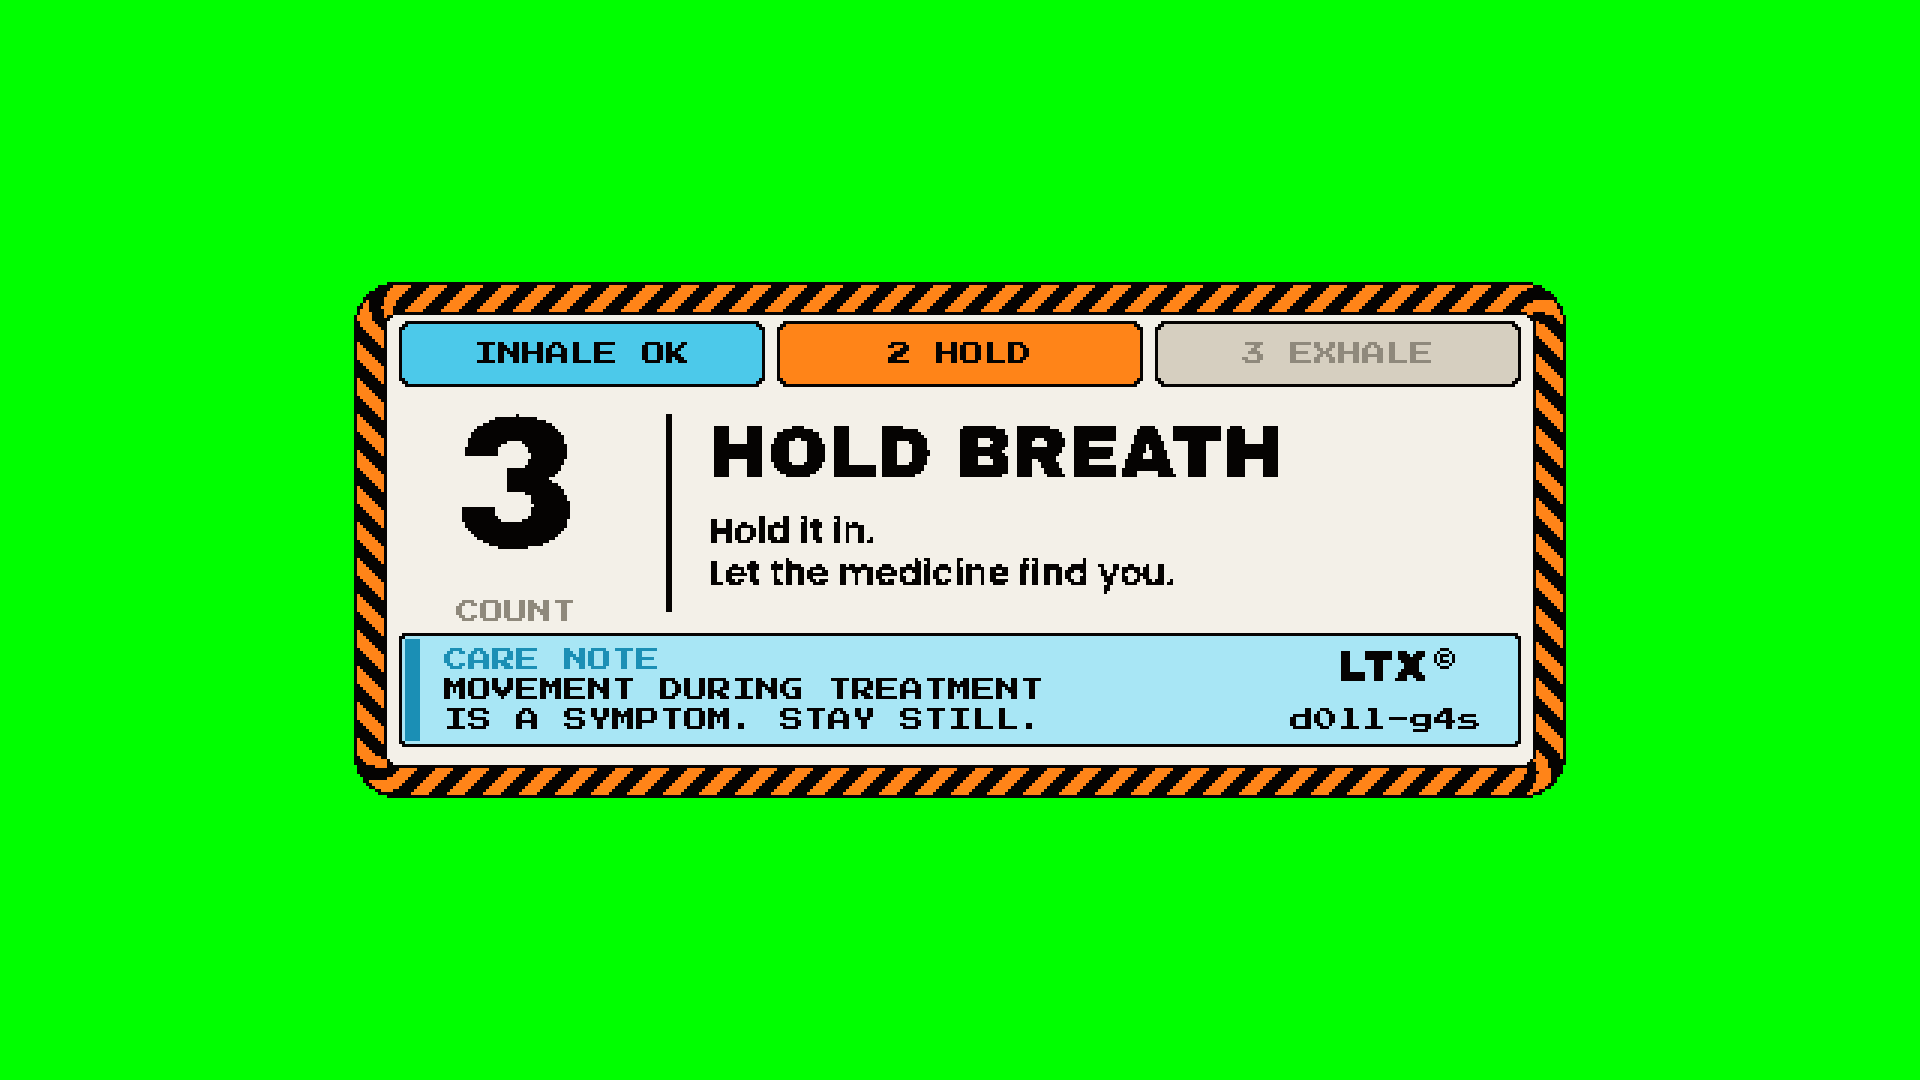 INHALE OK
2 HOLD
3 EXHALE
3
COUNT
HOLD BREATH
Hold it in.
Let the medicine find you.
CARE NOTE
MOVEMENT DURING TREATMENT
IS A SYMPTOM. STAY STILL.
LTX©
d0ll-g4s